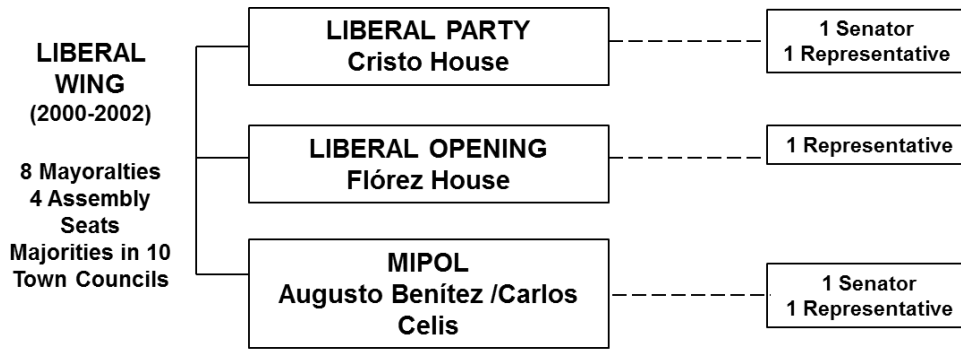 LIBERAL
WING
(2000-2002)
8 Mayoralties
4 Assembly
Seats
Majorities in 10
Town Councils
LIBERAL PARTY
Cristo House
1 Senator
1 Representative
LIBERAL OPENING
Flórez House
1 Representative
MIPOL
Augusto Benítez /Carlos
Celis
1 Senator
1 Representative